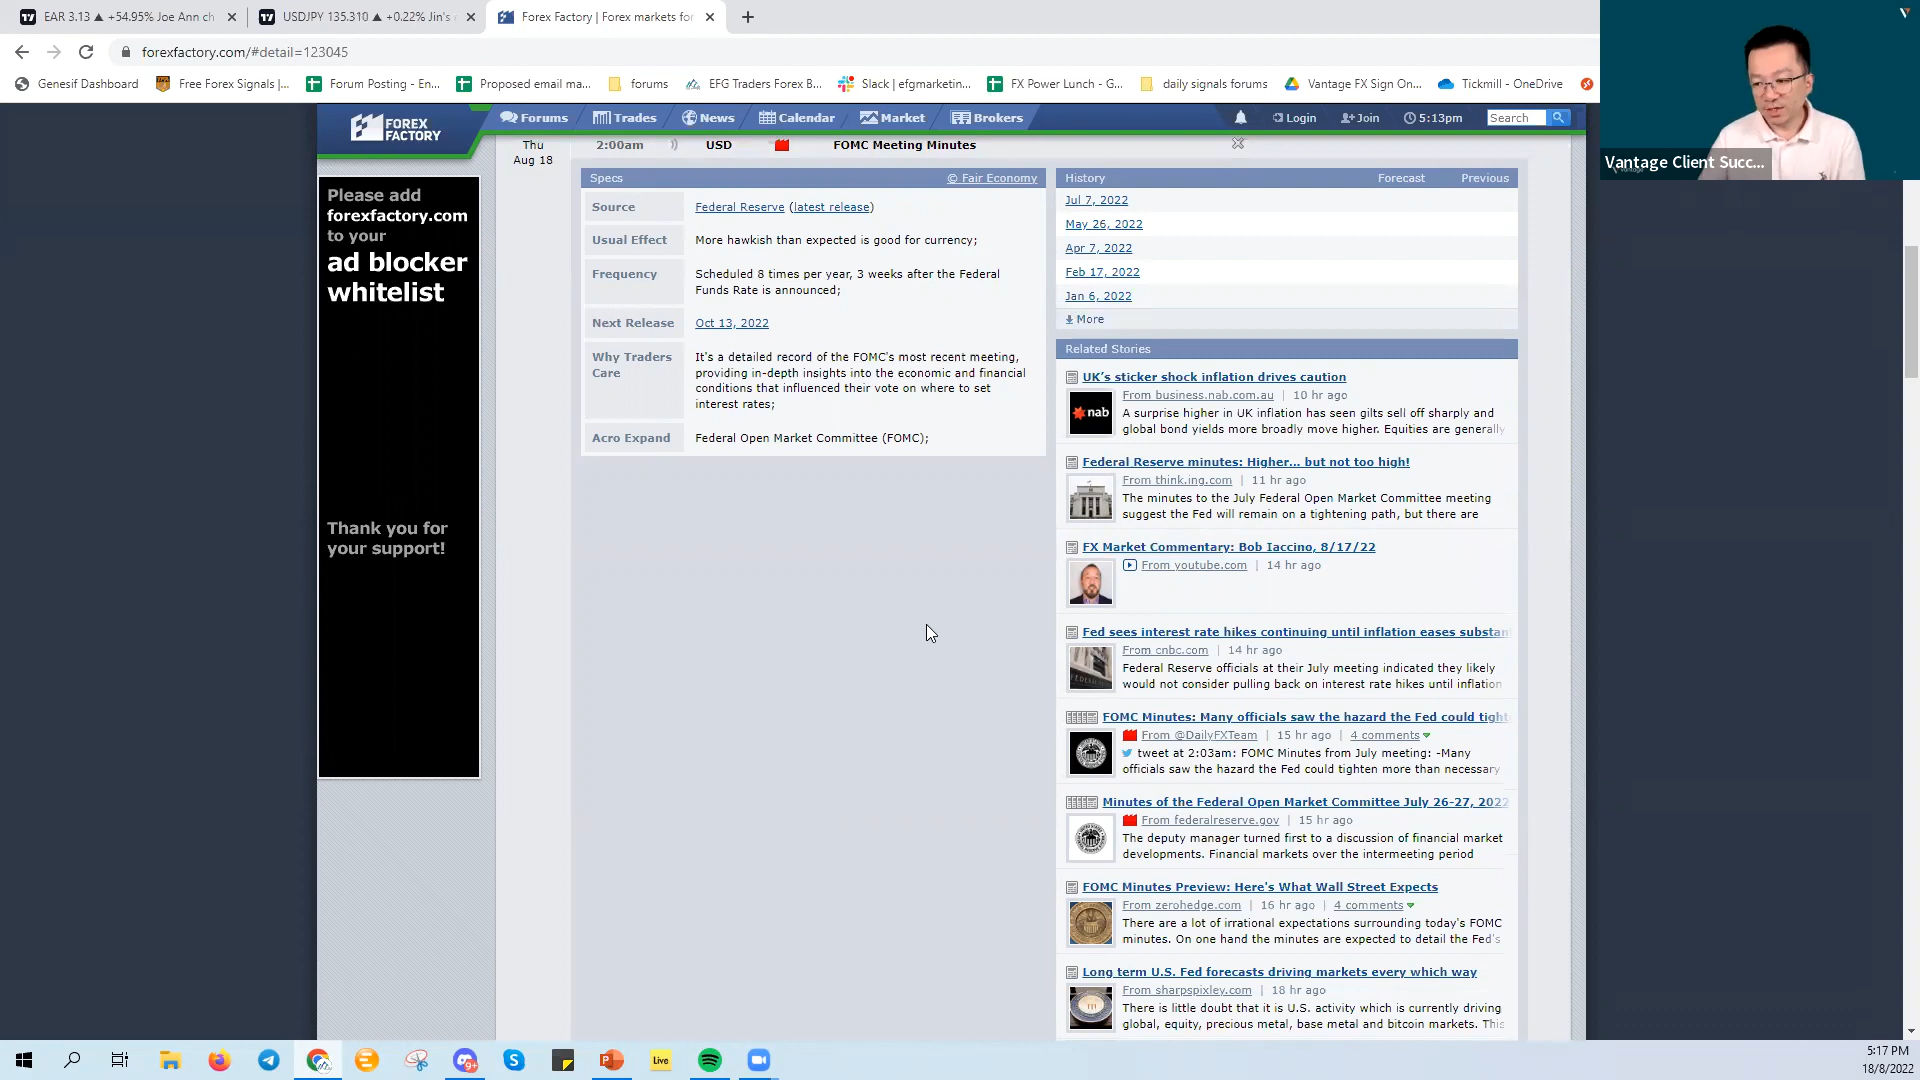 EAR 3.13 ▲ +54.95% Joe Ann ch
USDJPY 135.310 ▲ +0.22% Jin's c
Forex Factory | Forex markets for
forexfactory.com/#detail=123045
Genesif Dashboard
Free Forex Signals |...
Forum Posting - En...
Proposed email ma...
forums
EFG Traders Forex B...
Slack | efgmarketin...
FX Power Lunch - G...
daily signals forums
Vantage FX Sign On...
Tickmill - OneDrive
FOREX
FACTORY
Forums
Trades
News
Calendar
Market
Brokers
Login
Join
5:13pm
Search
Vantage Client Succ...
Thu
Aug 18
2:00am
USD
FOMC Meeting Minutes
Please add
forexfactory.com
to your
ad blocker
whitelist
Thank you for
your support!
Specs
© Fair Economy
Source
Federal Reserve (latest release)
Usual Effect
More hawkish than expected is good for currency;
Frequency
Scheduled 8 times per year, 3 weeks after the Federal
Funds Rate is announced;
Next Release
Oct 13, 2022
Why Traders
Care
It's a detailed record of the FOMC's most recent meeting,
providing in-depth insights into the economic and financial
conditions that influenced their vote on where to set
interest rates;
Acro Expand
Federal Open Market Committee (FOMC);
History
Forecast
Previous
Jul 7, 2022
May 26, 2022
Apr 7, 2022
Feb 17, 2022
Jan 6, 2022
More
Related Stories
UK's sticker shock inflation drives caution
From business.nab.com.au | 10 hr ago
nab
A surprise higher in UK inflation has seen gilts sell off sharply and
global bond yields more broadly move higher. Equities are generally
Federal Reserve minutes: Higher... but not too high!
From think.ing.com | 11 hr ago
The minutes to the July Federal Open Market Committee meeting
suggest the Fed will remain on a tightening path, but there are
FX Market Commentary: Bob Iaccino, 8/17/22
From youtube.com | 14 hr ago
Fed sees interest rate hikes continuing until inflation eases substan
From cnbc.com | 14 hr ago
Federal Reserve officials at their July meeting indicated they likely
would not consider pulling back on interest rate hikes until inflation
FOMC Minutes: Many officials saw the hazard the Fed could tight
From @DailyFXTeam | 15 hr ago | 4 comments
tweet at 2:03am: FOMC Minutes from July meeting: -Many
officials saw the hazard the Fed could tighten more than necessary
Minutes of the Federal Open Market Committee July 26-27, 2022
From federalreserve.gov | 15 hr ago
The deputy manager turned first to a discussion of financial market
developments. Financial markets over the intermeeting period
FOMC Minutes Preview: Here's What Wall Street Expects
From zerohedge.com | 16 hr ago | 4 comments
There are a lot of irrational expectations surrounding today's FOMC
minutes. On one hand the minutes are expected to detail the Fed's
Long term U.S. Fed forecasts driving markets every which way
From sharpspixley.com | 18 hr ago
There is little doubt that it is U.S. activity which is currently driving
global, equity, precious metal, base metal and bitcoin markets. This
9+
Live
5:17 PM
18/8/2022